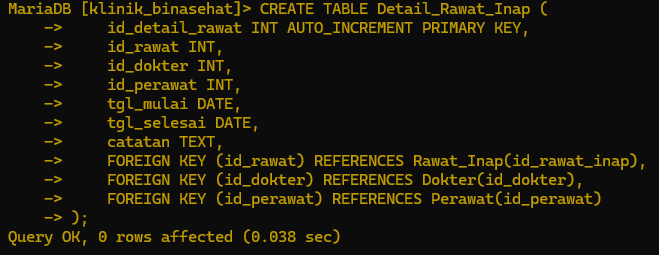 MariaDB [klinik_binasehat]> CREATE TABLE Detail_Rawat_Inap (
    ->     id_detail_rawat INT AUTO_INCREMENT PRIMARY KEY,
    ->     id_rawat INT,
    ->     id_dokter INT,
    ->     id_perawat INT,
    ->     tgl_mulai DATE,
    ->     tgl_selesai DATE,
    ->     catatan TEXT,
    ->     FOREIGN KEY (id_rawat) REFERENCES Rawat_Inap(id_rawat_inap),
    ->     FOREIGN KEY (id_dokter) REFERENCES Dokter(id_dokter),
    ->     FOREIGN KEY (id_perawat) REFERENCES Perawat(id_perawat)
    -> );
Query OK, 0 rows affected (0.038 sec)